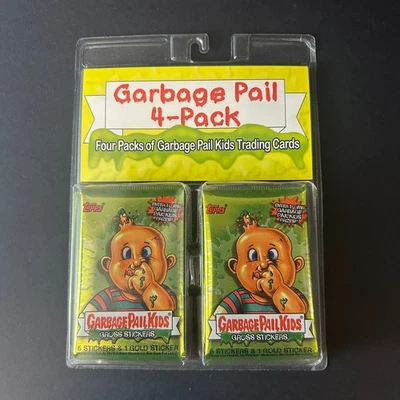 Garbage Pail
4-Pack
Four Packs of Garbage Pail Kids Trading Cards
Topps
GARBAGE PAIL KIDS
GROSS STICKERS
5 STICKERS & 1 GOLD STICKER
Topps
GARBAGE PAIL KIDS
GROSS STICKERS
5 STICKERS & 1 GOLD STICKER